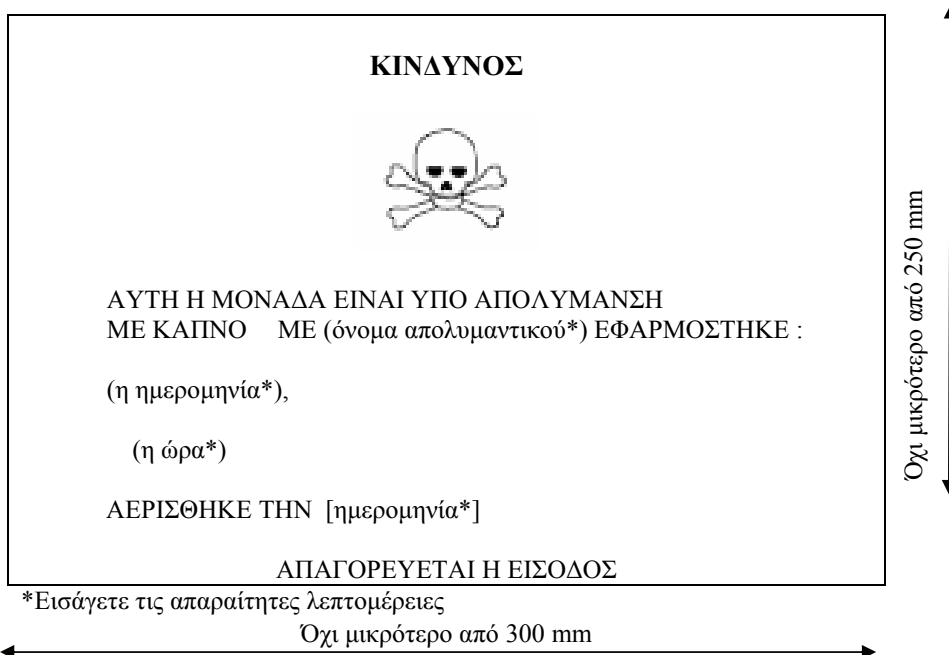 ΚΙΝΔΥΝΟΣ
ΑΥΤΗ Η ΜΟΝΑΔΑ ΕΙΝΑΙ ΥΠΟ ΑΠΟΛΥΜΑΝΣΗ
ΜΕ ΚΑΠΝΟ ΜΕ (όνομα απολυμαντικού*) ΕΦΑΡΜΟΣΤΗΚΕ :
(η ημερομηνία*),
(η ώρα*)
ΑΕΡΙΣΘΗΚΕ ΤΗΝ [ημερομηνία*]
ΑΠΑΓΟΡΕΥΕΤΑΙ Η ΕΙΣΟΔΟΣ
*Εισάγετε τις απαραίτητες λεπτομέρειες
Όχι μικρότερο από 300 mm
Όχι μικρότερο από 250 mm